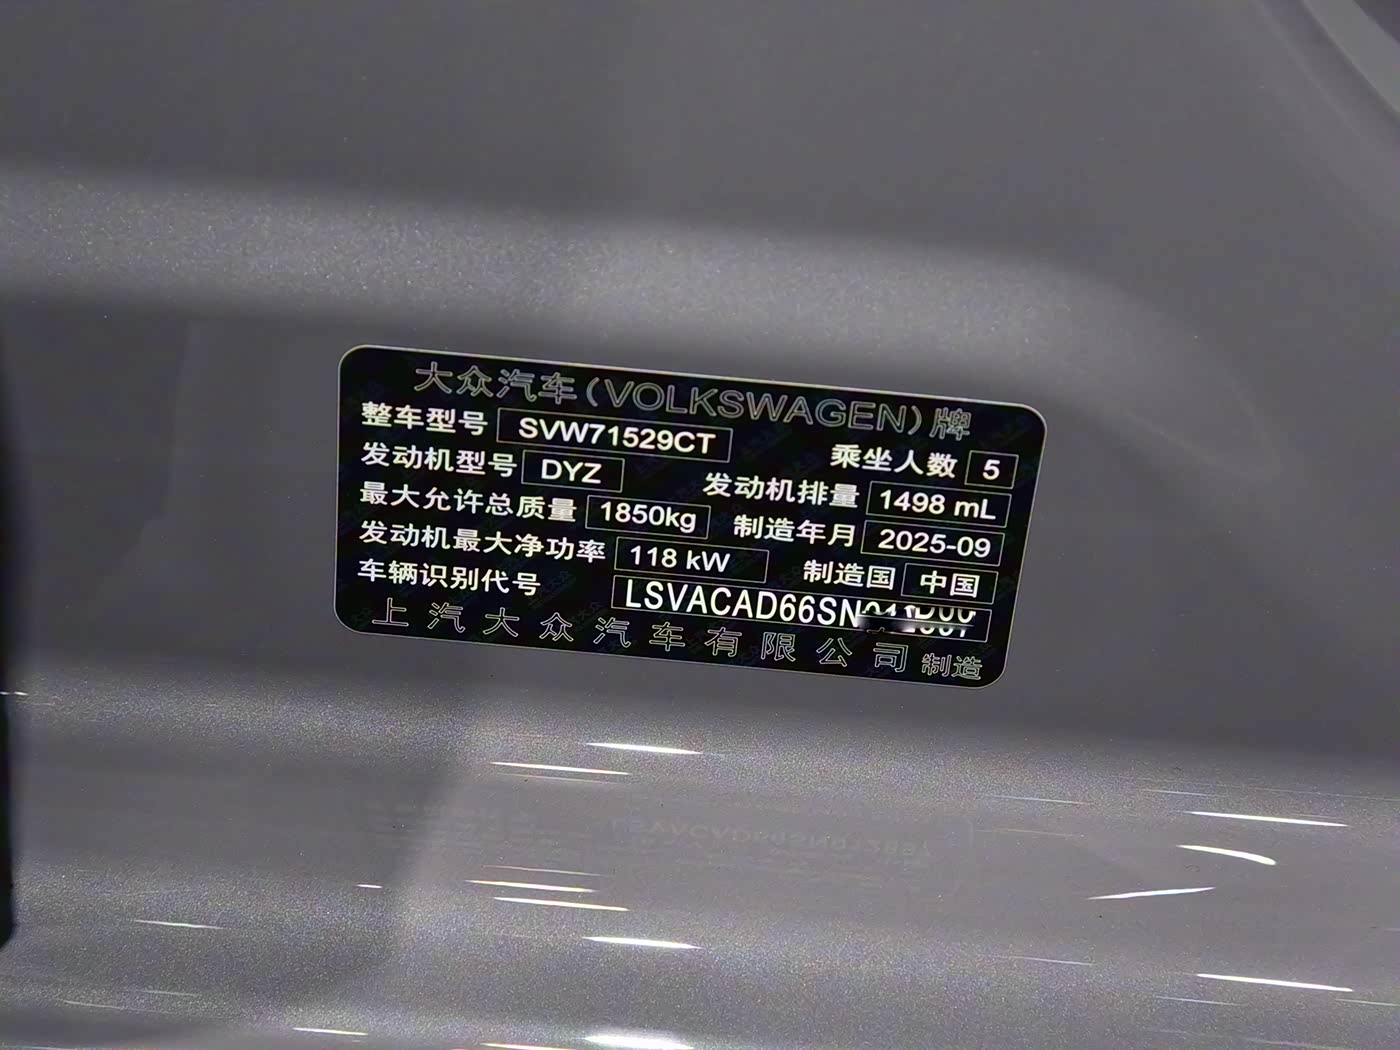 大众汽车(VOLKSWAGEN)牌
整车型号 SVW71529CT 乘坐人数 5
发动机型号 DYZ 发动机排量 1498 mL
最大允许总质量 1850kg 制造年月 2025-09
发动机最大净功率 118 kW 制造国 中国
车辆识别代号 LSVACAD66SN
上汽大众汽车有限公司 制造